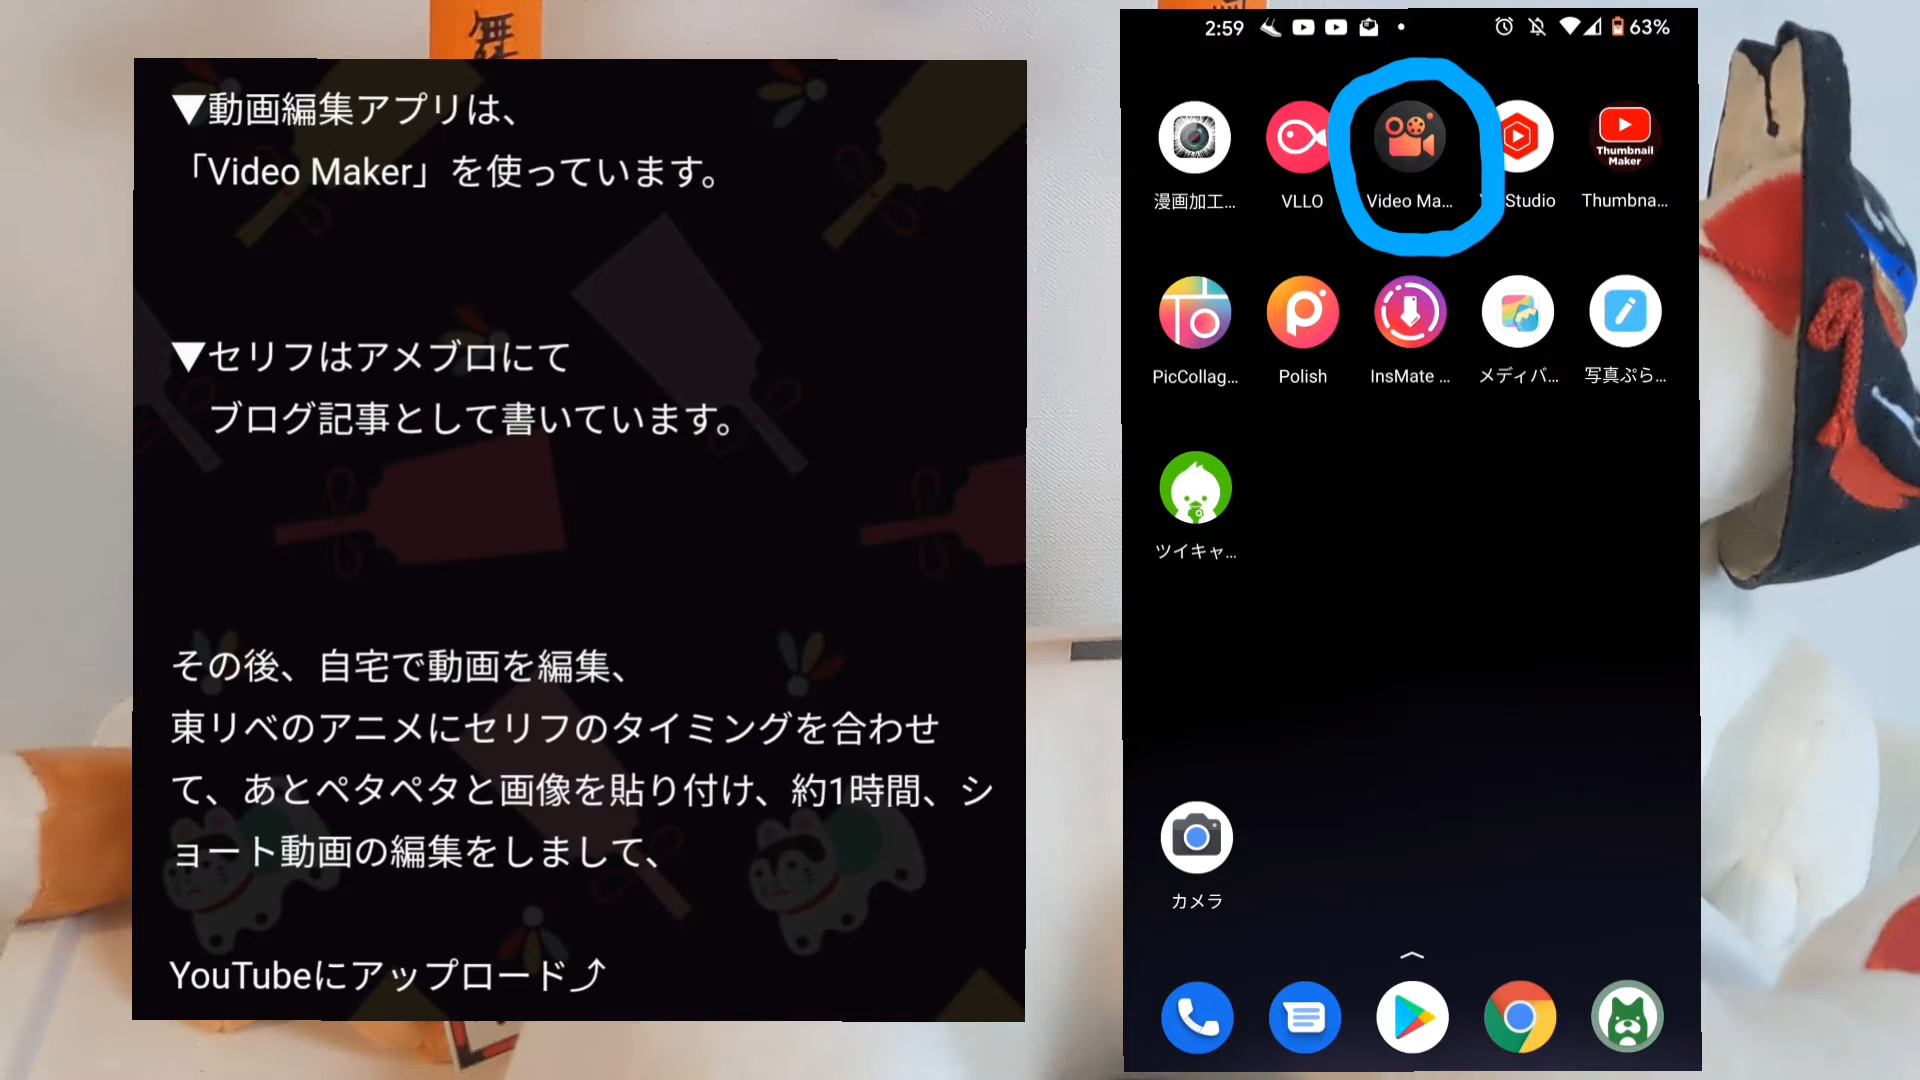 舞
▼動画編集アプリは、
「Video Maker」を使っています。
▼セリフはアメブロにて
ブログ記事として書いています。
その後、自宅で動画を編集、
東リベのアニメにセリフのタイミングを合わせ
て、あとペタペタと画像を貼り付け、約1時間、シ
ョート動画の編集をしまして、
YouTubeにアップロード⤴
2:59
63%
Thumbnail
Maker
漫画加工...
VLLO
Video Ma...
Studio
Thumbna...
PicCollag...
Polish
InsMate ...
メディバ...
写真ぷら...
ツイキャ...
カメラ